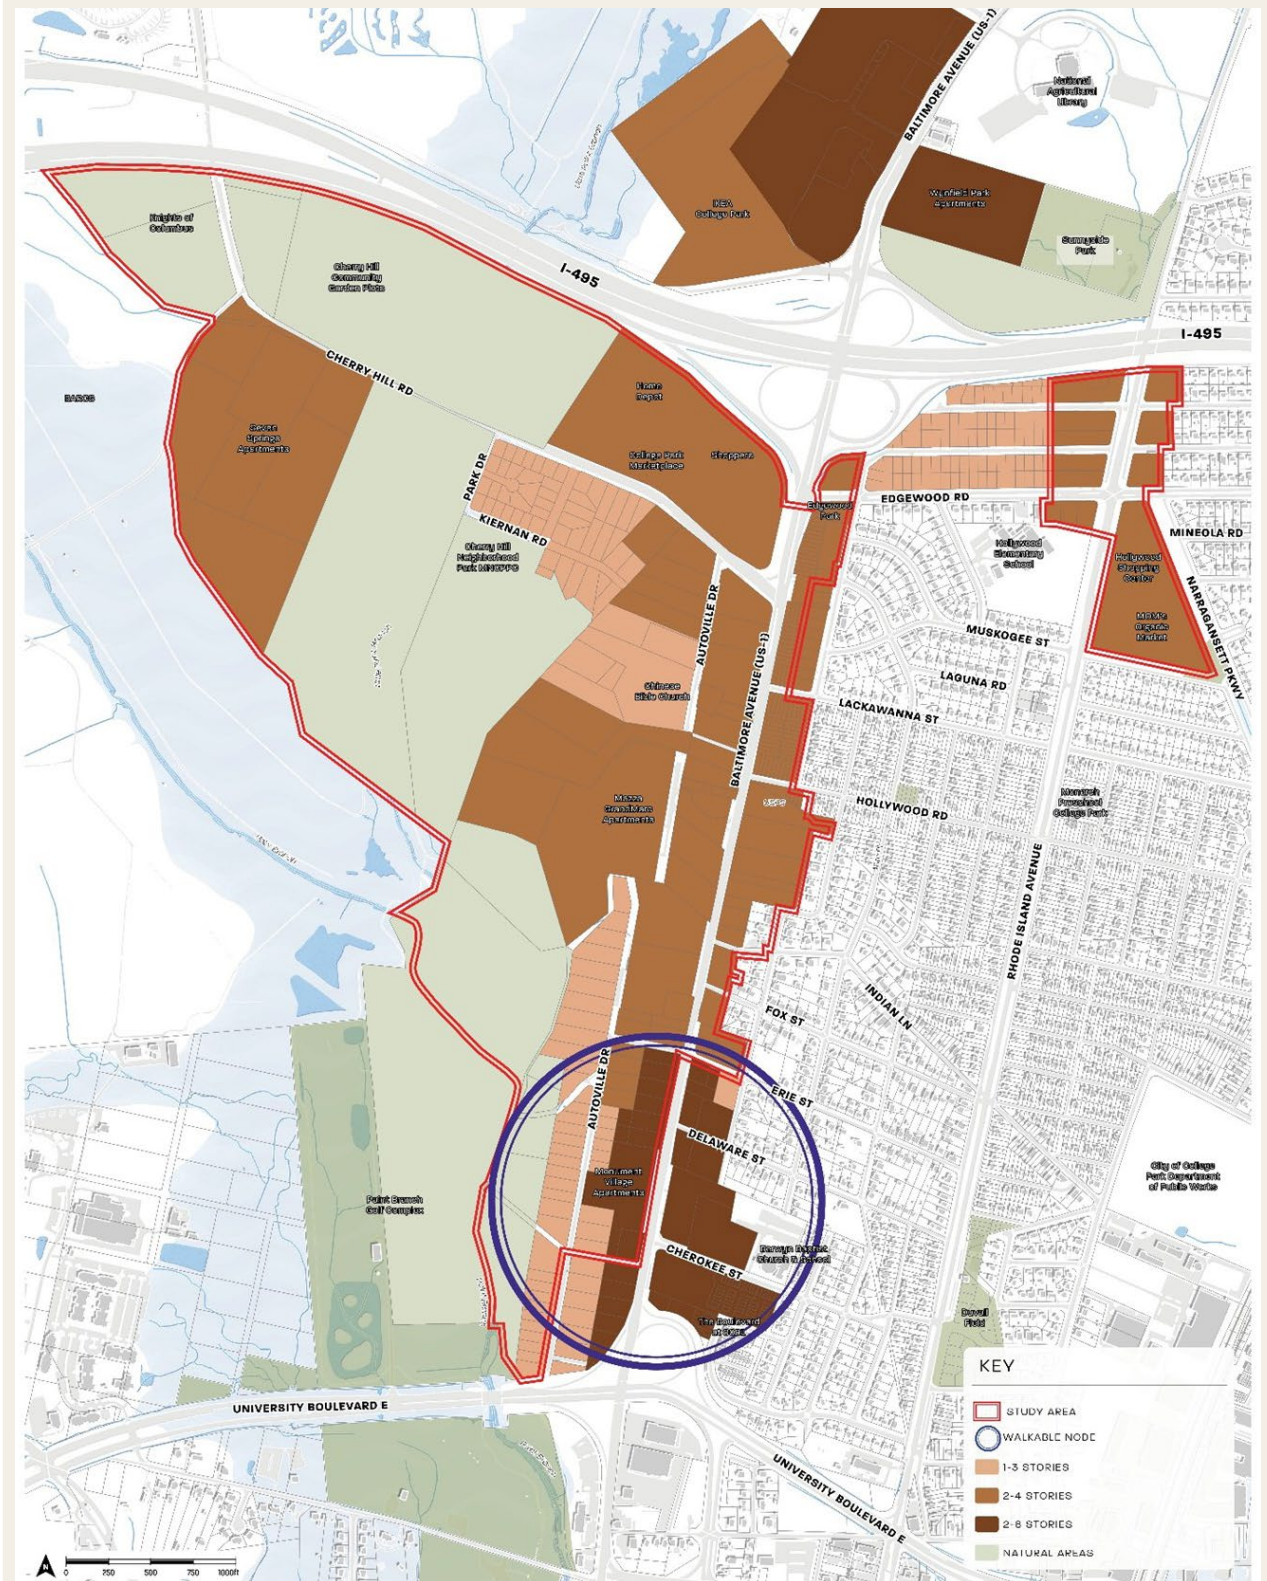 BALTIMORE AVENUE (US-1)
National
Agricultural
Library
IKEA
College Park
Wynfield Park
Apartments
Sunnyside
Park
Knights of
Columbus
Cherry Hill
Community
Garden Plots
I-495
I-495
CHERRY HILL RD
BARCS
Home
Depot
Seven
Springs
Apartments
College Park
Marketplace
Shoppers
PARK DR
KIERNAN RD
Edgewood
Park
EDGEWOOD RD
Cherry Hill
Neighborhood
Park MNCPPC
Hollywood
Elementary
School
MINEOLA RD
Hollywood
Shopping
Center
MOM's
Organic
Market
NARRAGANSETT PKWY
AUTOVILLE DR
MUSKOGEE ST
LAGUNA RD
Chinese
Bible Church
BALTIMORE AVENUE (US-1)
LACKAWANNA ST
Mazza
GrandMarc
Apartments
USPS
HOLLYWOOD RD
Monarch
Preschool
College Park
RHODE ISLAND AVENUE
INDIAN LN
FOX ST
AUTOVILLE DR
ERIE ST
DELAWARE ST
Monument
Village
Apartments
City of College
Park Department
of Public Works
Paint Branch
Golf Complex
CHEROKEE ST
Berwyn Baptist
Church & School
The Boulevard
Duvall
Field
UNIVERSITY BOULEVARD E
UNIVERSITY BOULEVARD E
KEY
STUDY AREA
WALKABLE NODE
1-3 STORIES
2-4 STORIES
2-6 STORIES
NATURAL AREAS
N
0 250 500 750 1000ft